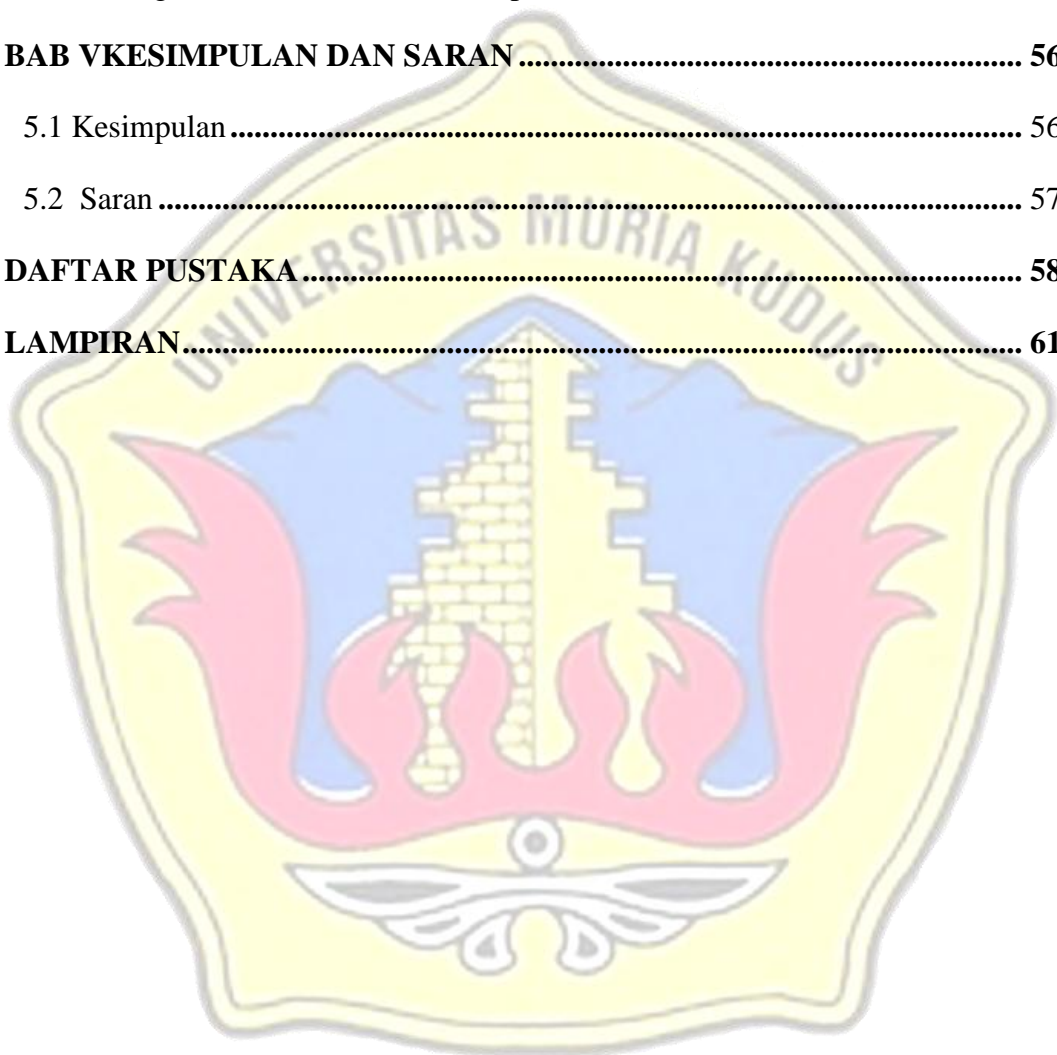 BAB VKESIMPULAN DAN SARAN........................................ 56
5.1 Kesimpulan........................................ 56
5.2 Saran........................................ 57
DAFTAR PUSTAKA........................................ 58
LAMPIRAN........................................ 61
UNIVERSITAS MURIA KUDUS